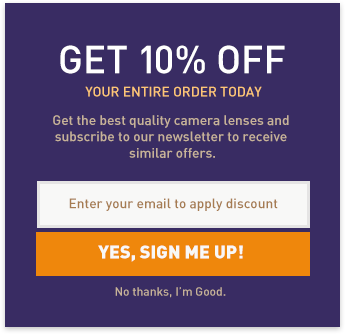 GET 10% OFF
YOUR ENTIRE ORDER TODAY
Get the best quality camera lenses and
subscribe to our newsletter to receive
similar offers.
Enter your email to apply discount
YES, SIGN ME UP!
No thanks, I'm Good.